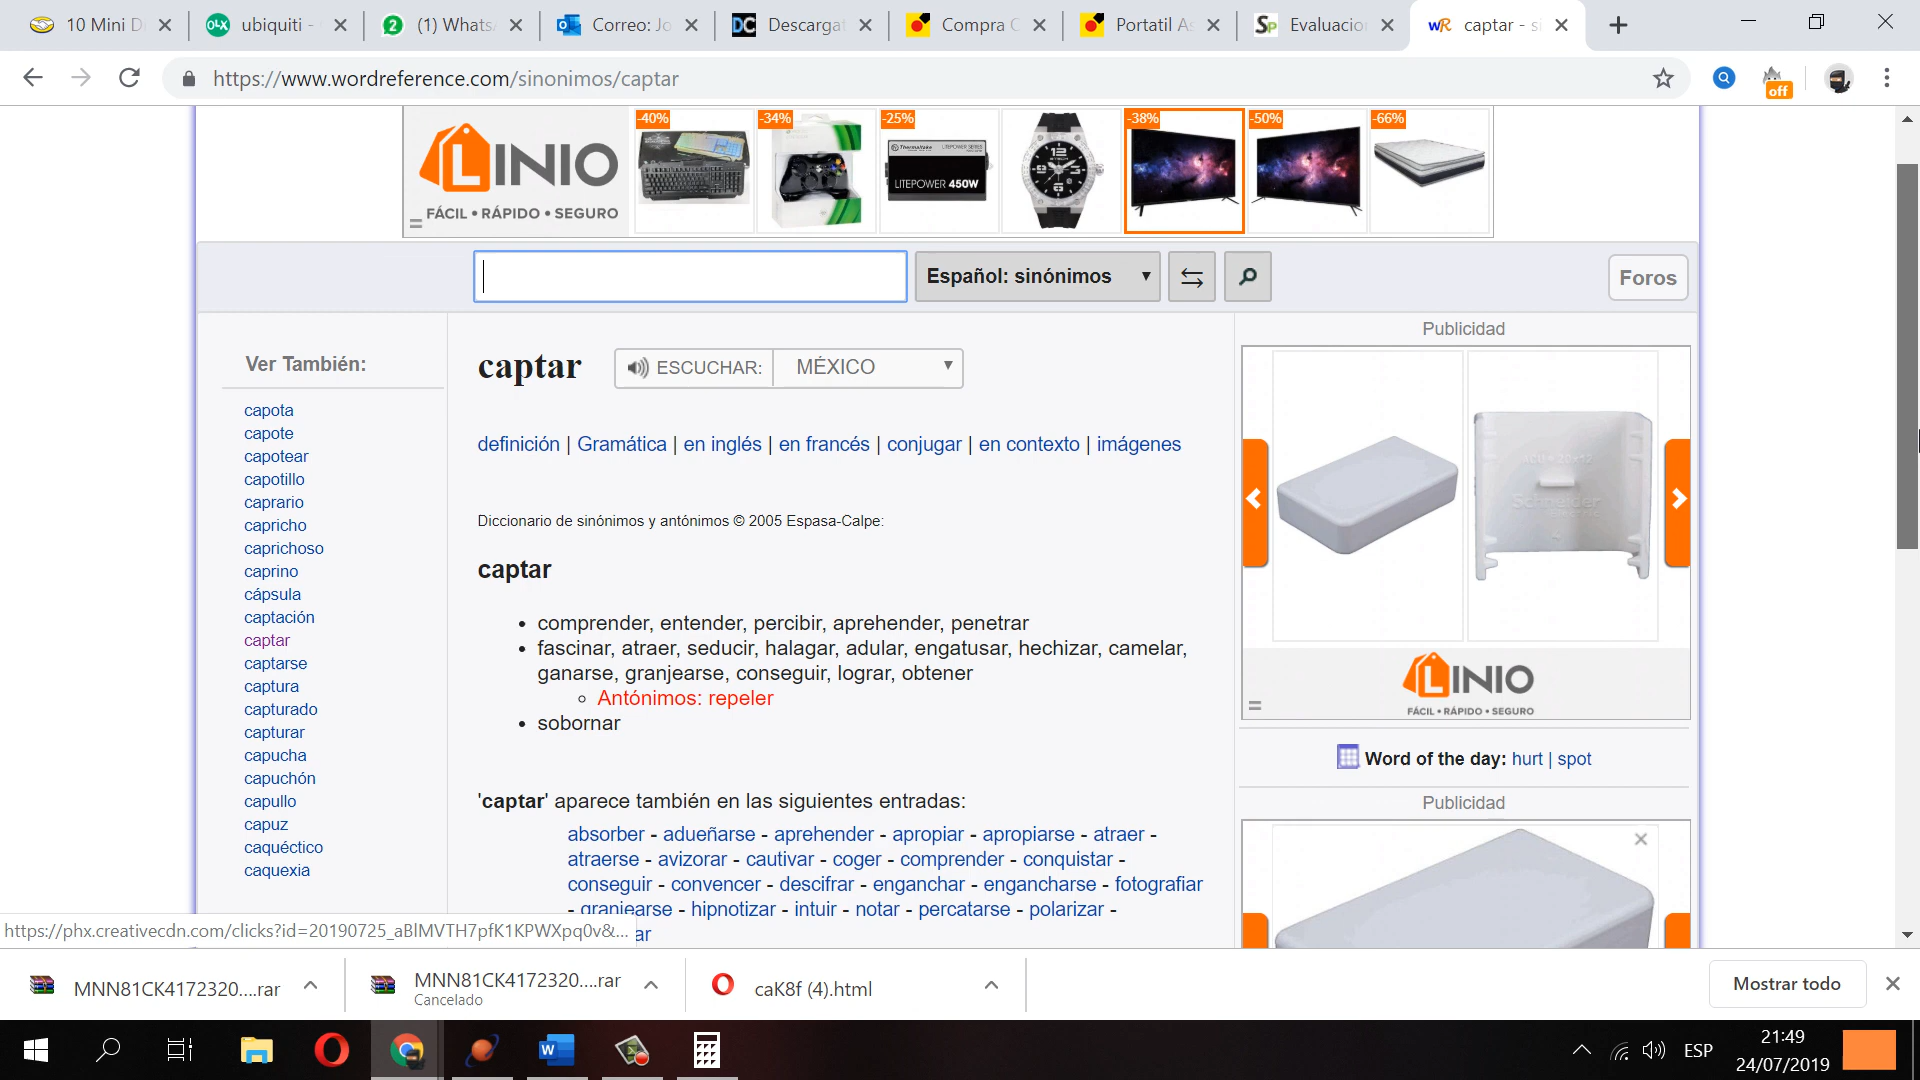 10 Mini D
ubiquiti -
(1) Whats
Correo: Jo
Descargat
Compra C
Portatil As
Evaluacio
captar - si
https://www.wordreference.com/sinonimos/captar
off
LINIO
FÁCIL • RÁPIDO • SEGURO
-40%
-34%
-25%
-38%
-50%
-66%
Thermaltake
LITEPOWER 450W
Español: sinónimos
Foros
Ver También:
capota
capote
capotear
capotillo
caprario
capricho
caprichoso
caprino
cápsula
captación
captar
captarse
captura
capturado
capturar
capucha
capuchón
capullo
capuz
caquéctico
caquexia
captar
ESCUCHAR:
MÉXICO
definición | Gramática | en inglés | en francés | conjugar | en contexto | imágenes
Diccionario de sinónimos y antónimos © 2005 Espasa-Calpe:
captar
• comprender, entender, percibir, aprehender, penetrar
• fascinar, atraer, seducir, halagar, adular, engatusar, hechizar, camelar,
ganarse, granjearse, conseguir, lograr, obtener
Antónimos: repeler
• sobornar
'captar' aparece también en las siguientes entradas:
absorber - adueñarse - aprehender - apropiar - apropiarse - atraer -
atraerse - avizorar - cautivar - coger - comprender - conquistar -
conseguir - convencer - descifrar - enganchar - engancharse - fotografiar
- granjearse - hipnotizar - intuir - notar - percatarse - polarizar -
ar
Publicidad
Schneider
LINIO
FÁCIL • RÁPIDO • SEGURO
Word of the day: hurt | spot
Publicidad
https://phx.creativecdn.com/clicks?id=20190725_aBlMVTH7pfK1KPWXpq0v&...
MNN81CK4172320....rar
MNN81CK4172320....rar
Cancelado
caK8f (4).html
Mostrar todo
ESP
21:49
24/07/2019